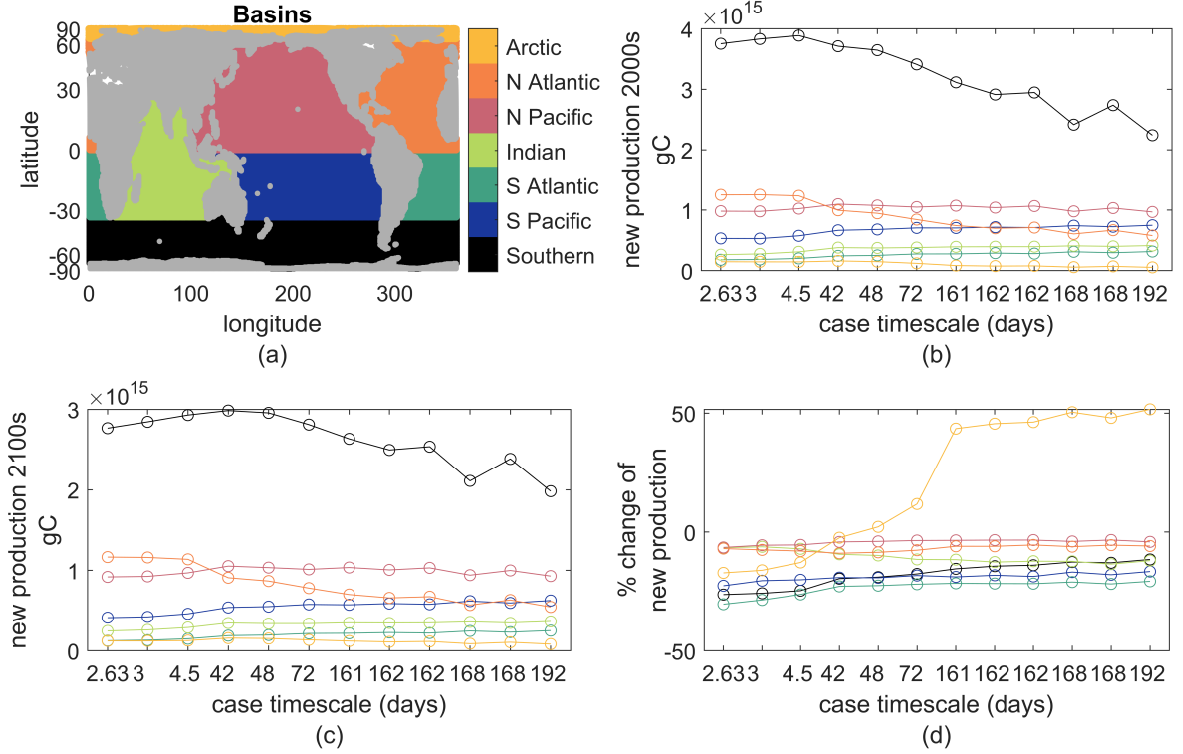 Basins
90
60
30
0
-30
-60
-90
latitude
0 100 200 300
longitude
(a)
Arctic
N Atlantic
N Pacific
Indian
S Atlantic
S Pacific
Southern
×10^15
4
3
2
1
0
new production 2000s
gC
2.63 3 4.5 42 48 72 161 162 162 168 168 192
case timescale (days)
(b)
×10^15
3
2
1
0
new production 2100s
gC
2.63 3 4.5 42 48 72 161 162 162 168 168 192
case timescale (days)
(c)
50
0
-50
% change of
new production
2.63 3 4.5 42 48 72 161 162 162 168 168 192
case timescale (days)
(d)